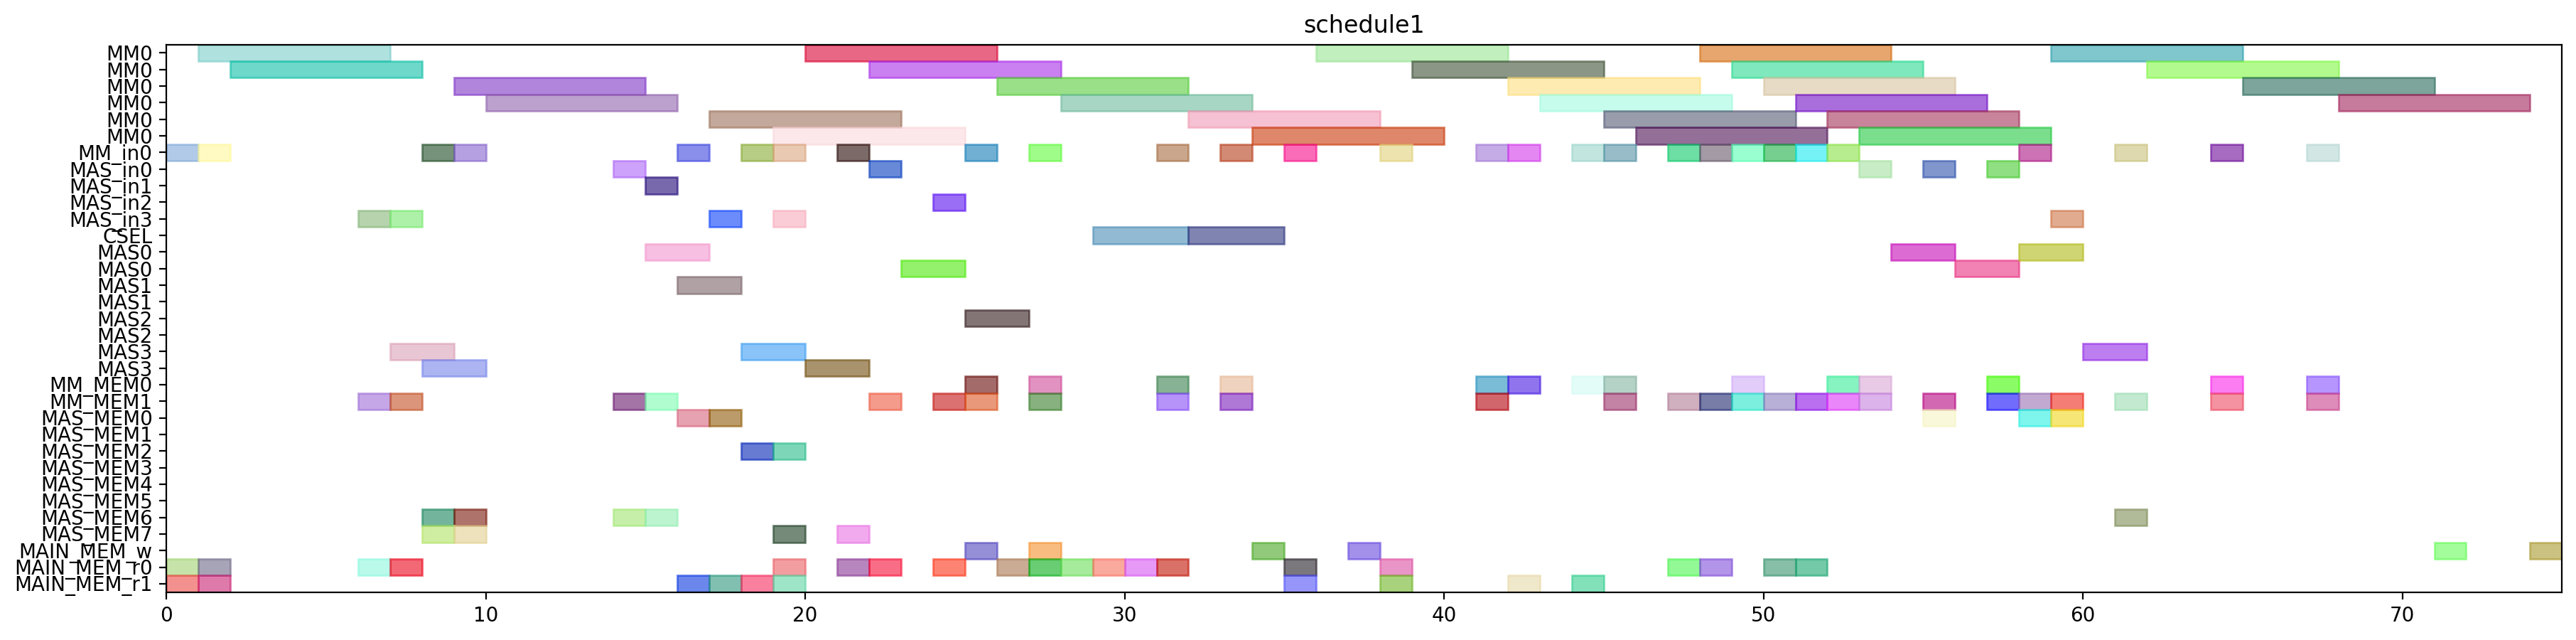 schedule1
MM0
MM0
MM0
MM0
MM0
MM0
MM_in0
MAS_in0
MAS_in1
MAS_in2
MAS_in3
CSEL
MAS0
MAS0
MAS1
MAS1
MAS2
MAS2
MAS3
MAS3
MM_MEM0
MM_MEM1
MAS_MEM0
MAS_MEM1
MAS_MEM2
MAS_MEM3
MAS_MEM4
MAS_MEM5
MAS_MEM6
MAS_MEM7
MAIN_MEM_w
MAIN_MEM_r0
MAIN_MEM_r1
0 10 20 30 40 50 60 70